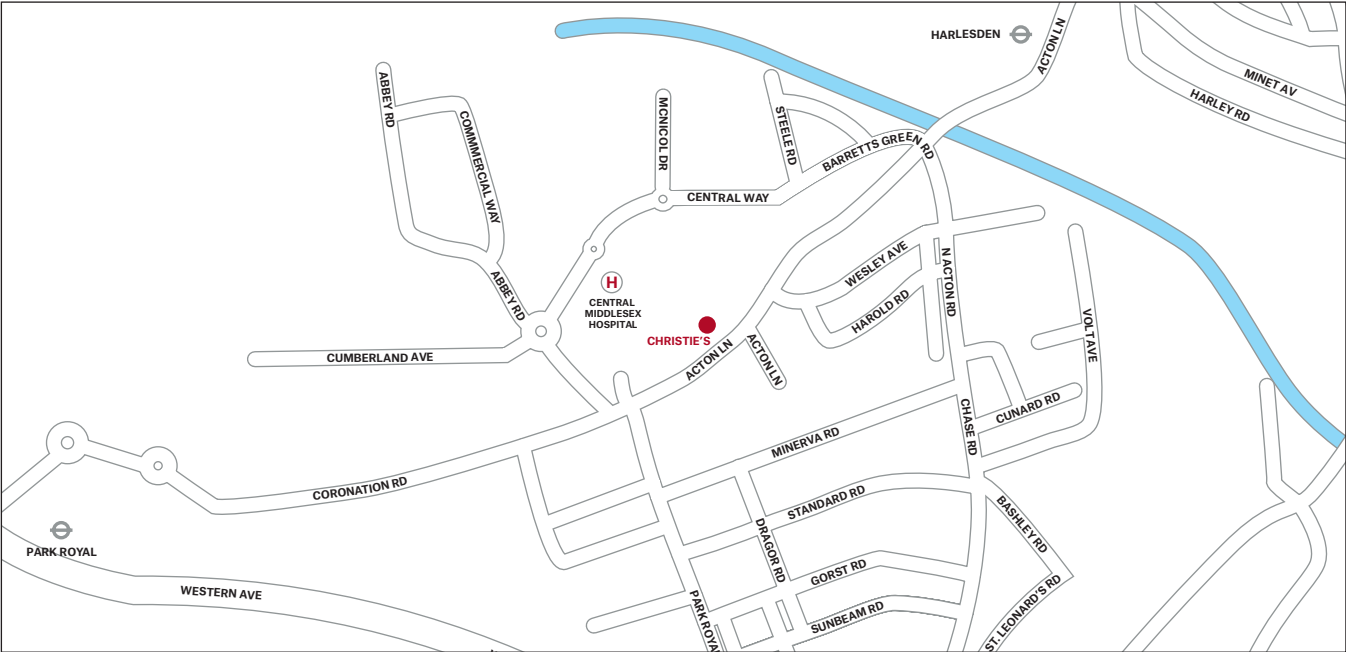 HARLESDEN
ACTON LN
MINET AV
HARLEY RD
ABBEY RD
COMMMERCIAL WAY
MCNICOL DR
STEELE RD
BARRETTS GREEN RD
CENTRAL WAY
WESLEY AVE
N ACTON RD
HAROLD RD
ABBEY RD
H
CENTRAL
MIDDLESEX
HOSPITAL
CHRISTIE'S
ACTON LN
ACTON LN
VOLT AVE
CUMBERLAND AVE
CUNARD RD
CHASE RD
MINERVA RD
CORONATION RD
STANDARD RD
BASHLEY RD
DRAGOR RD
PARK ROYAL
GORST RD
WESTERN AVE
PARK ROYAL
SUNBEAM RD
ST. LEONARD'S RD